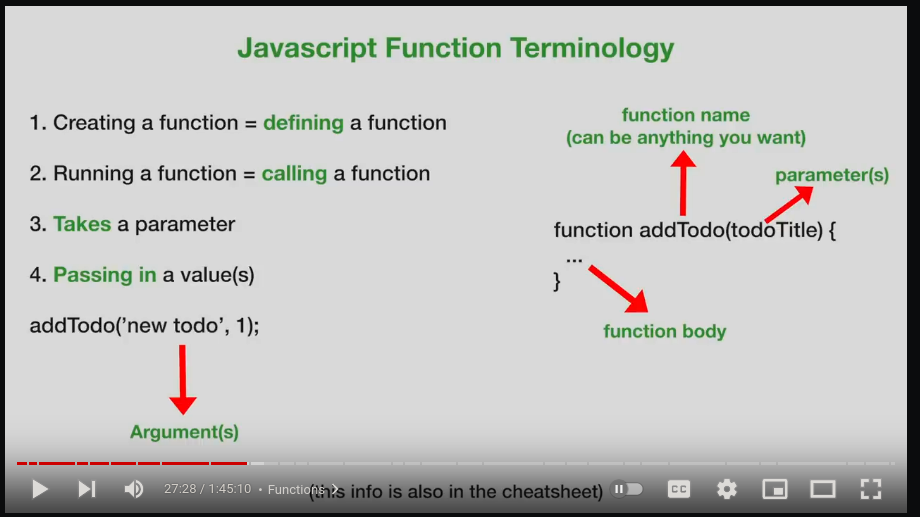 Javascript Function Terminology
1. Creating a function = defining a function
2. Running a function = calling a function
3. Takes a parameter
4. Passing in a value(s)
addTodo('new todo', 1);
Argument(s)
function name
(can be anything you want)
parameter(s)
function addTodo(todoTitle) {
...
}
function body
(this info is also in the cheatsheet)
27:28 / 1:45:10 • Functions >
CC